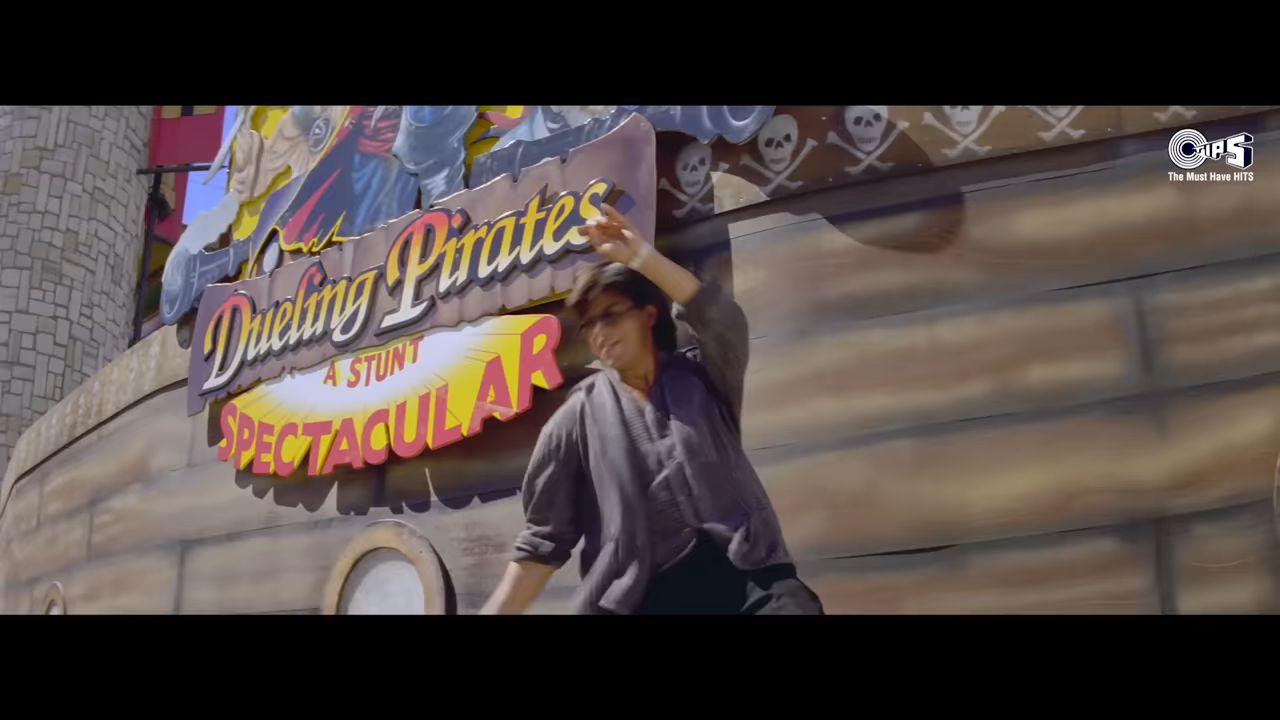 Dueling Pirates
A STUNT
SPECTACULAR
TIPS
The Must Have HITS